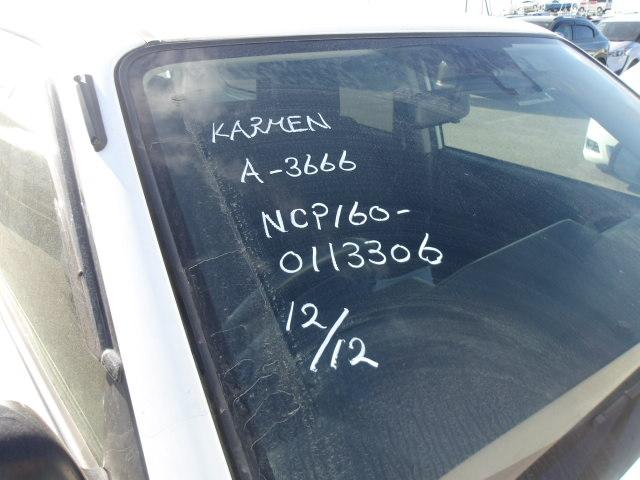 KARMEN
A-3666
NCP160-
0113306
12
/12